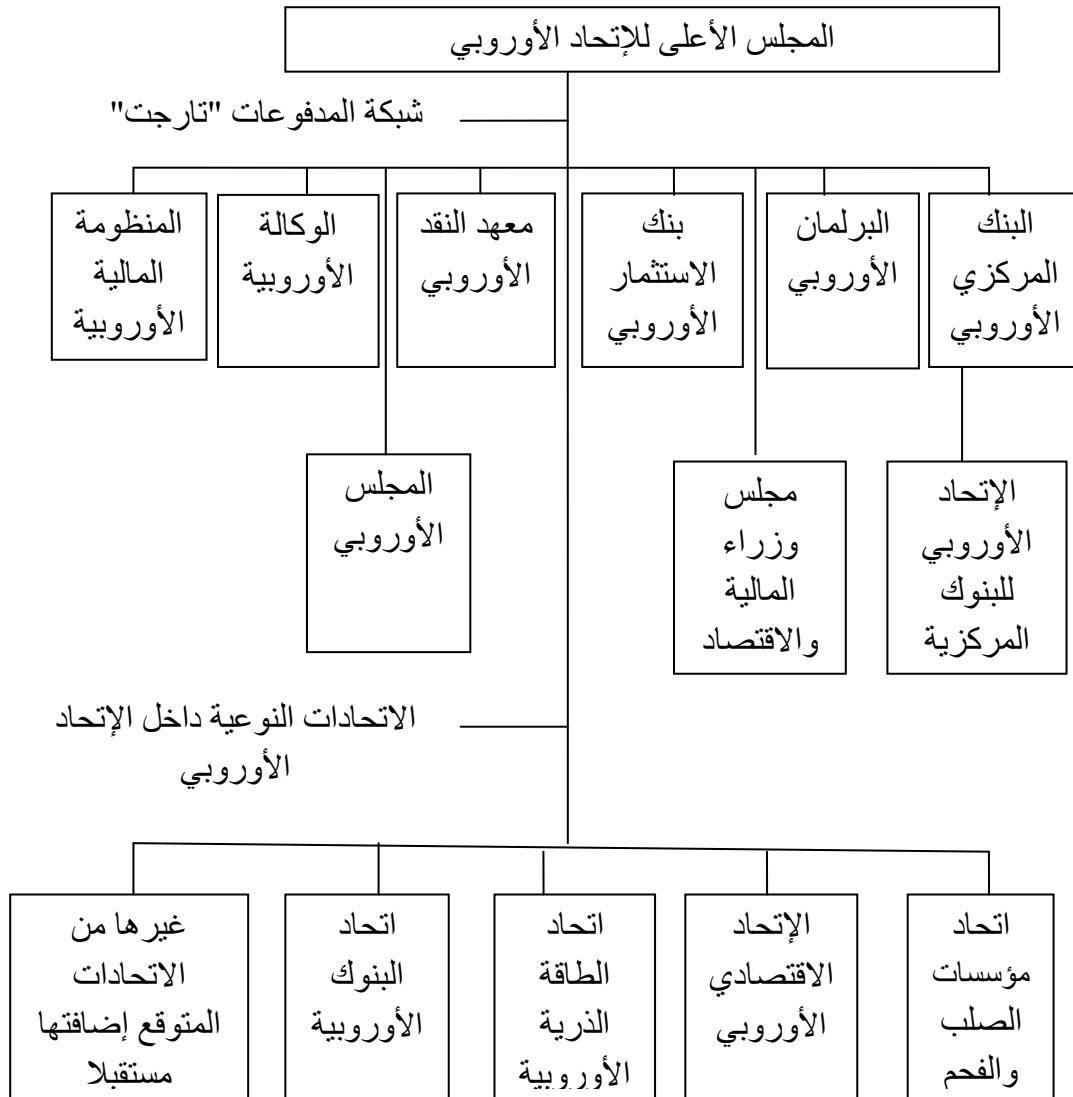 المجلس الأعلى للإتحاد الأوروبي
شبكة المدفوعات "تارجت"
البنك
المركزي
الأوروبي
البرلمان
الأوروبي
بنك
الاستثمار
الأوروبي
معهد النقد
الأوروبي
الوكالة
الأوروبية
المنظومة
المالية
الأوروبية
الإتحاد
الأوروبي
للبنوك
المركزية
مجلس
وزراء
المالية
والاقتصاد
المجلس
الأوروبي
الاتحادات النوعية داخل الإتحاد
الأوروبي
اتحاد
مؤسسات
الصلب
والفحم
الإتحاد
الاقتصادي
الأوروبي
اتحاد
الطاقة
الذرية
الأوروبية
اتحاد
البنوك
الأوروبية
غيرها من
الاتحادات
المتوقع إضافتها
مستقبلا